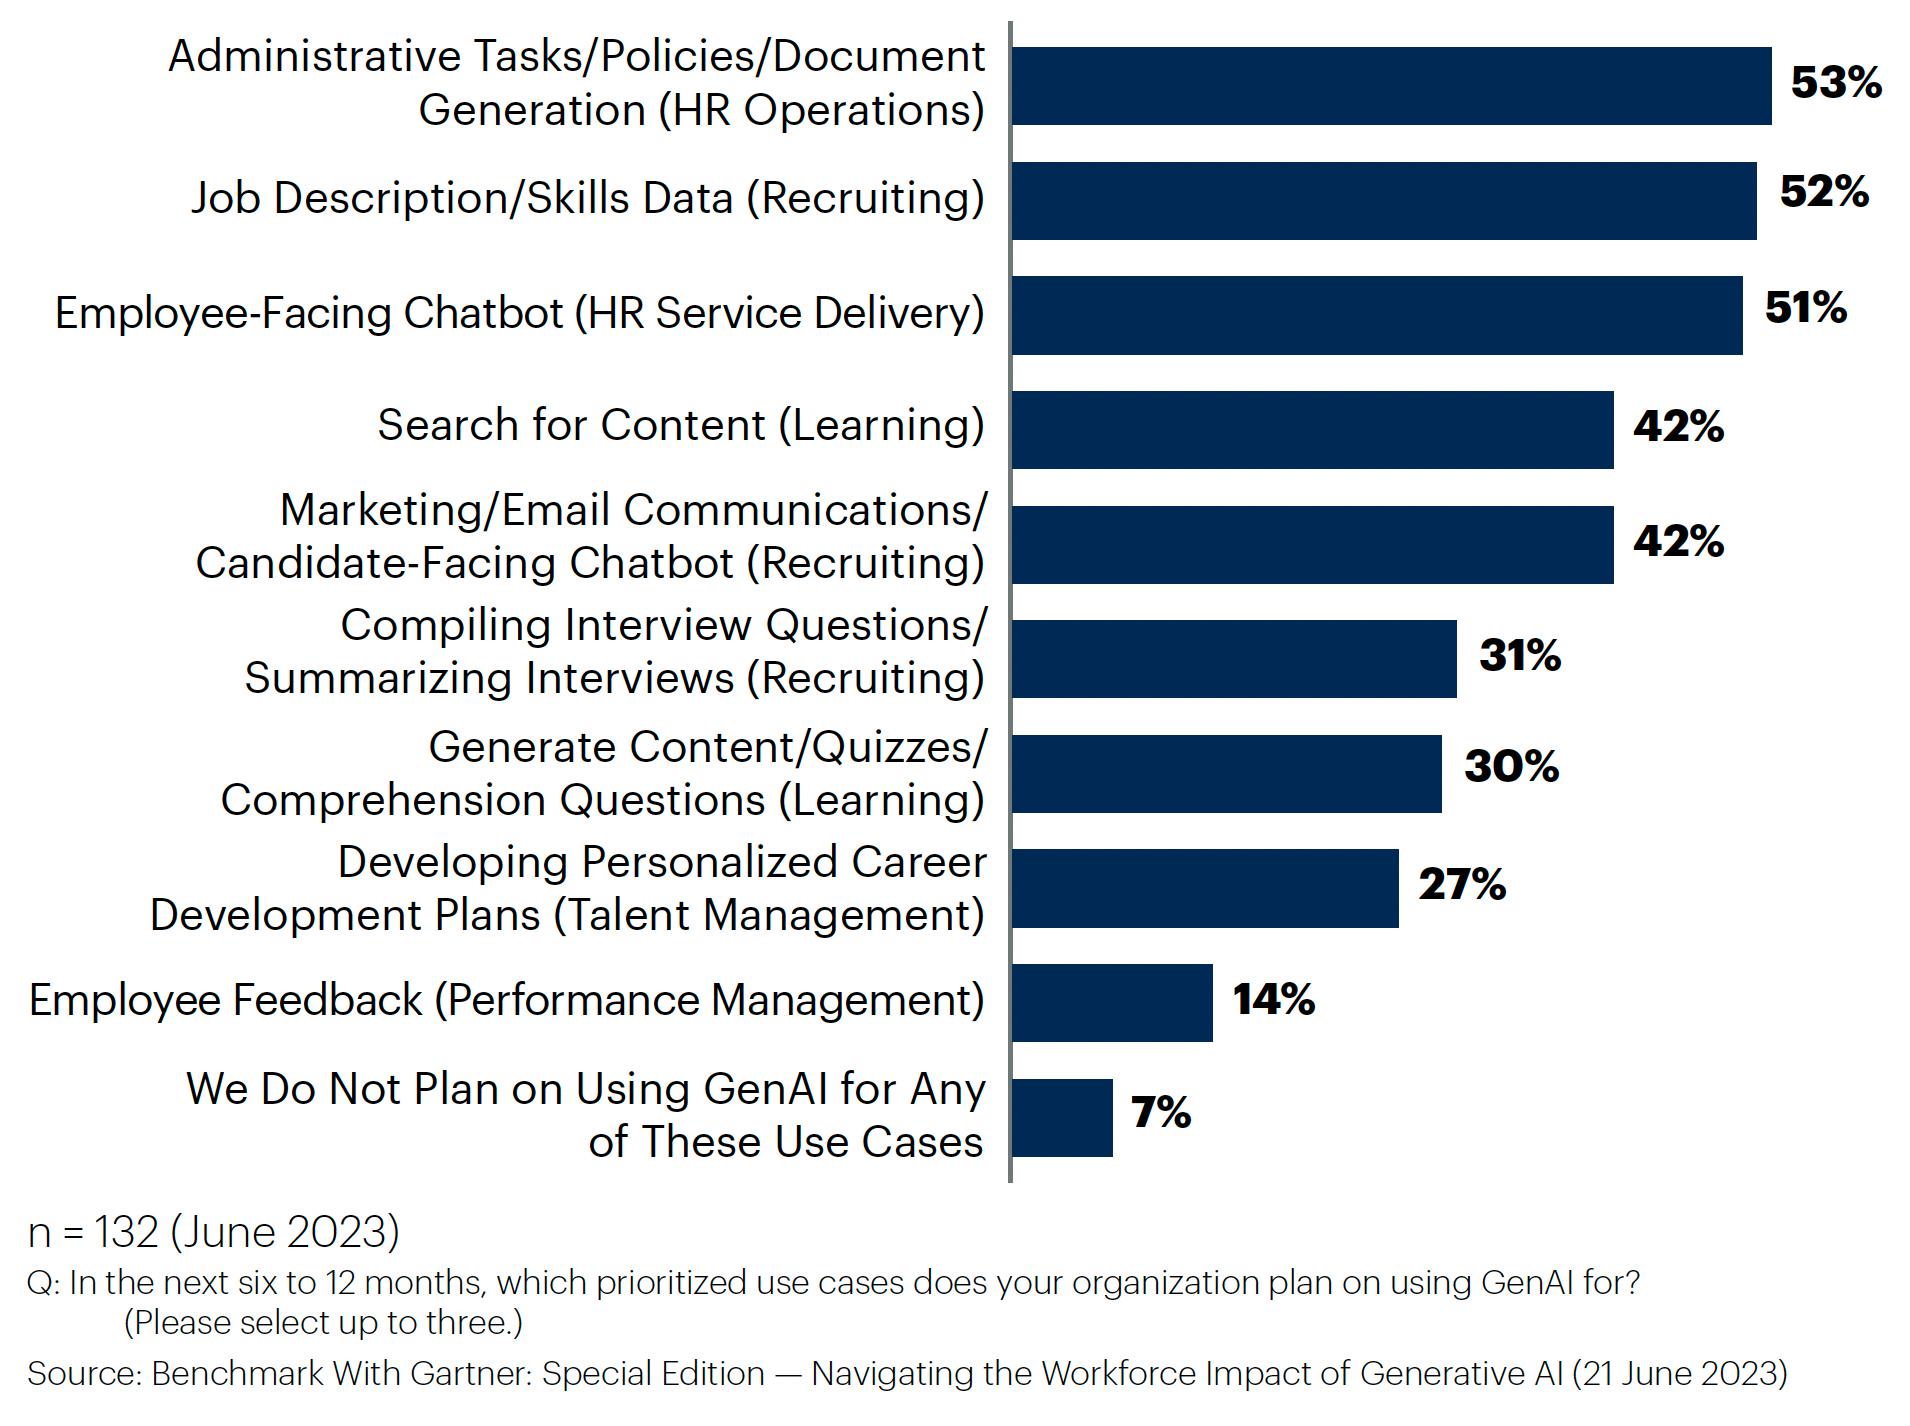 Administrative Tasks/Policies/Document
Generation (HR Operations)
53%
Job Description/Skills Data (Recruiting)
52%
Employee-Facing Chatbot (HR Service Delivery)
51%
Search for Content (Learning)
42%
Marketing/Email Communications/
Candidate-Facing Chatbot (Recruiting)
42%
Compiling Interview Questions/
Summarizing Interviews (Recruiting)
31%
Generate Content/Quizzes/
Comprehension Questions (Learning)
30%
Developing Personalized Career
Development Plans (Talent Management)
27%
Employee Feedback (Performance Management)
14%
We Do Not Plan on Using GenAI for Any
of These Use Cases
7%
n = 132 (June 2023)
Q: In the next six to 12 months, which prioritized use cases does your organization plan on using GenAI for?
(Please select up to three.)
Source: Benchmark With Gartner: Special Edition — Navigating the Workforce Impact of Generative AI (21 June 2023)